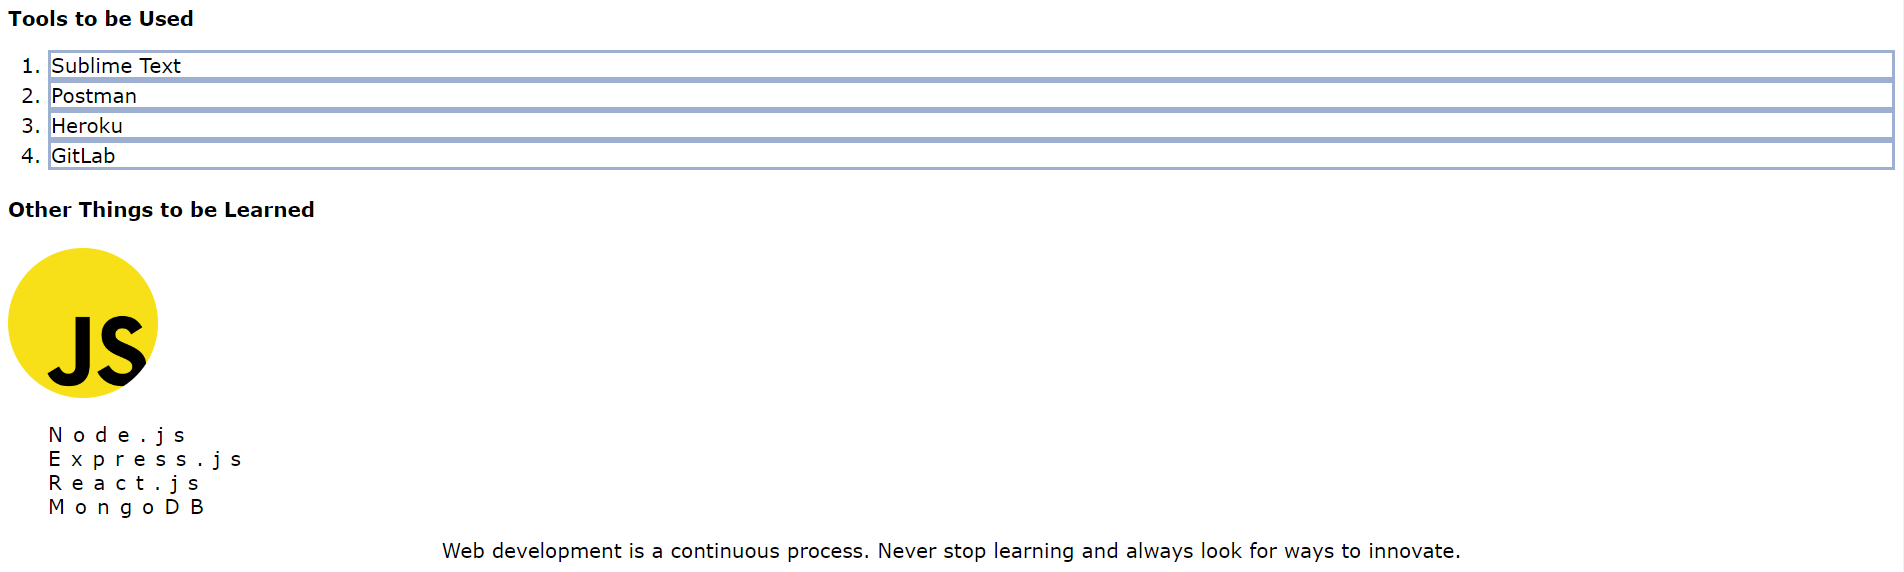 Tools to be Used
1. Sublime Text
2. Postman
3. Heroku
4. GitLab
Other Things to be Learned
JS
Node.js
Express.js
React.js
MongoDB
Web development is a continuous process. Never stop learning and always look for ways to innovate.